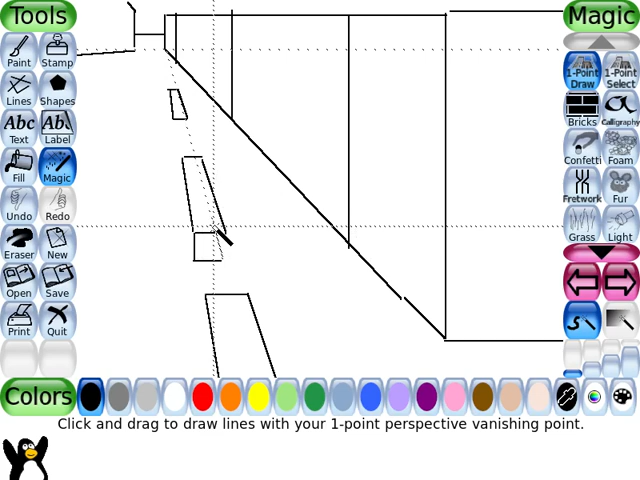 Tools
Magic
Paint
Stamp
1-Point Draw
1-Point Select
Lines
Shapes
Bricks
Calligraphy
Abc
Text
Abc
Label
Confetti
Foam
Fill
Magic
Fretwork
Fur
Undo
Redo
Grass
Light
Eraser
New
Open
Save
Print
Quit
Colors
Click and drag to draw lines with your 1-point perspective vanishing point.